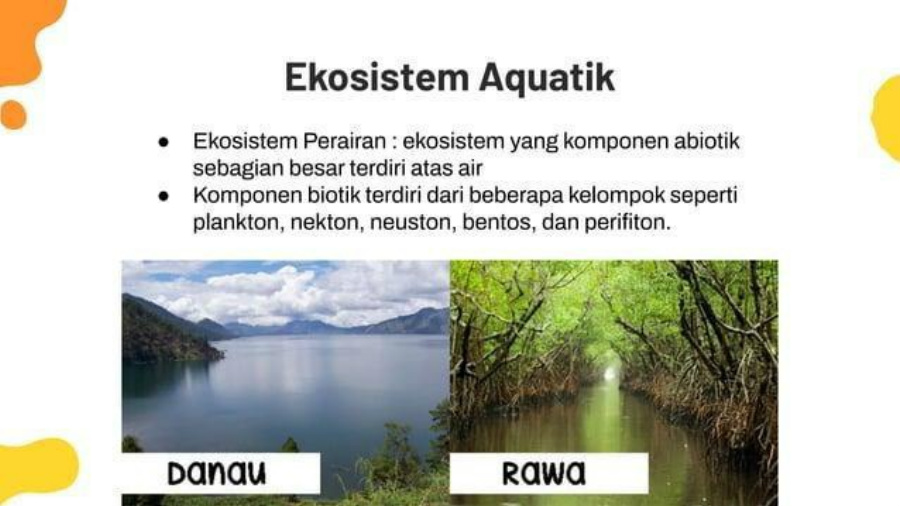 Ekosistem Aquatik
● Ekosistem Perairan : ekosistem yang komponen abiotik
sebagian besar terdiri atas air
● Komponen biotik terdiri dari beberapa kelompok seperti
plankton, nekton, neuston, bentos, dan perifiton.
Danau
Rawa